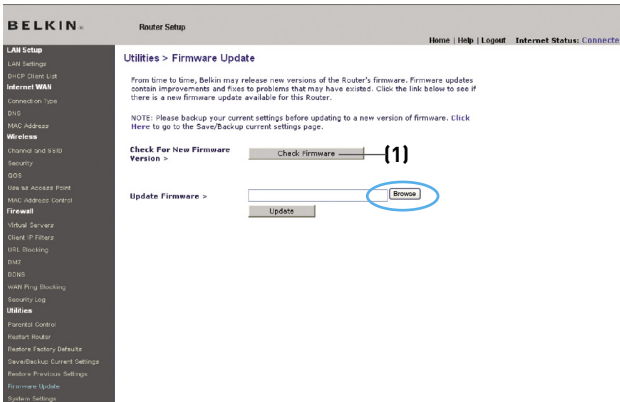 BELKIN®
Router Setup
Home | Help | Logout Internet Status: Connecte
LAN Setup
LAN Settings
DHCP Client List
Internet WAN
Connection Type
DNS
MAC Address
Wireless
Channel and SSID
Security
QOS
Use as Access Point
MAC Address Control
Firewall
Virtual Servers
Client IP Filters
URL Blocking
DMZ
DDNS
WAN Ping Blocking
Security Log
Utilities
Parental Control
Restart Router
Restore Factory Defaults
Save/Backup Current Settings
Restore Previous Settings
Firmware Update
System Settings
Utilities > Firmware Update
From time to time, Belkin may release new versions of the Router's firmware. Firmware updates
contain improvements and fixes to problems that may have existed. Click the link below to see if
there is a new firmware update available for this Router.
NOTE: Please backup your current settings before updating to a new version of firmware. Click
Here to go to the Save/Backup current settings page.
Check For New Firmware
Version >
Check Firmware
(1)
Update Firmware >
Browse
Update